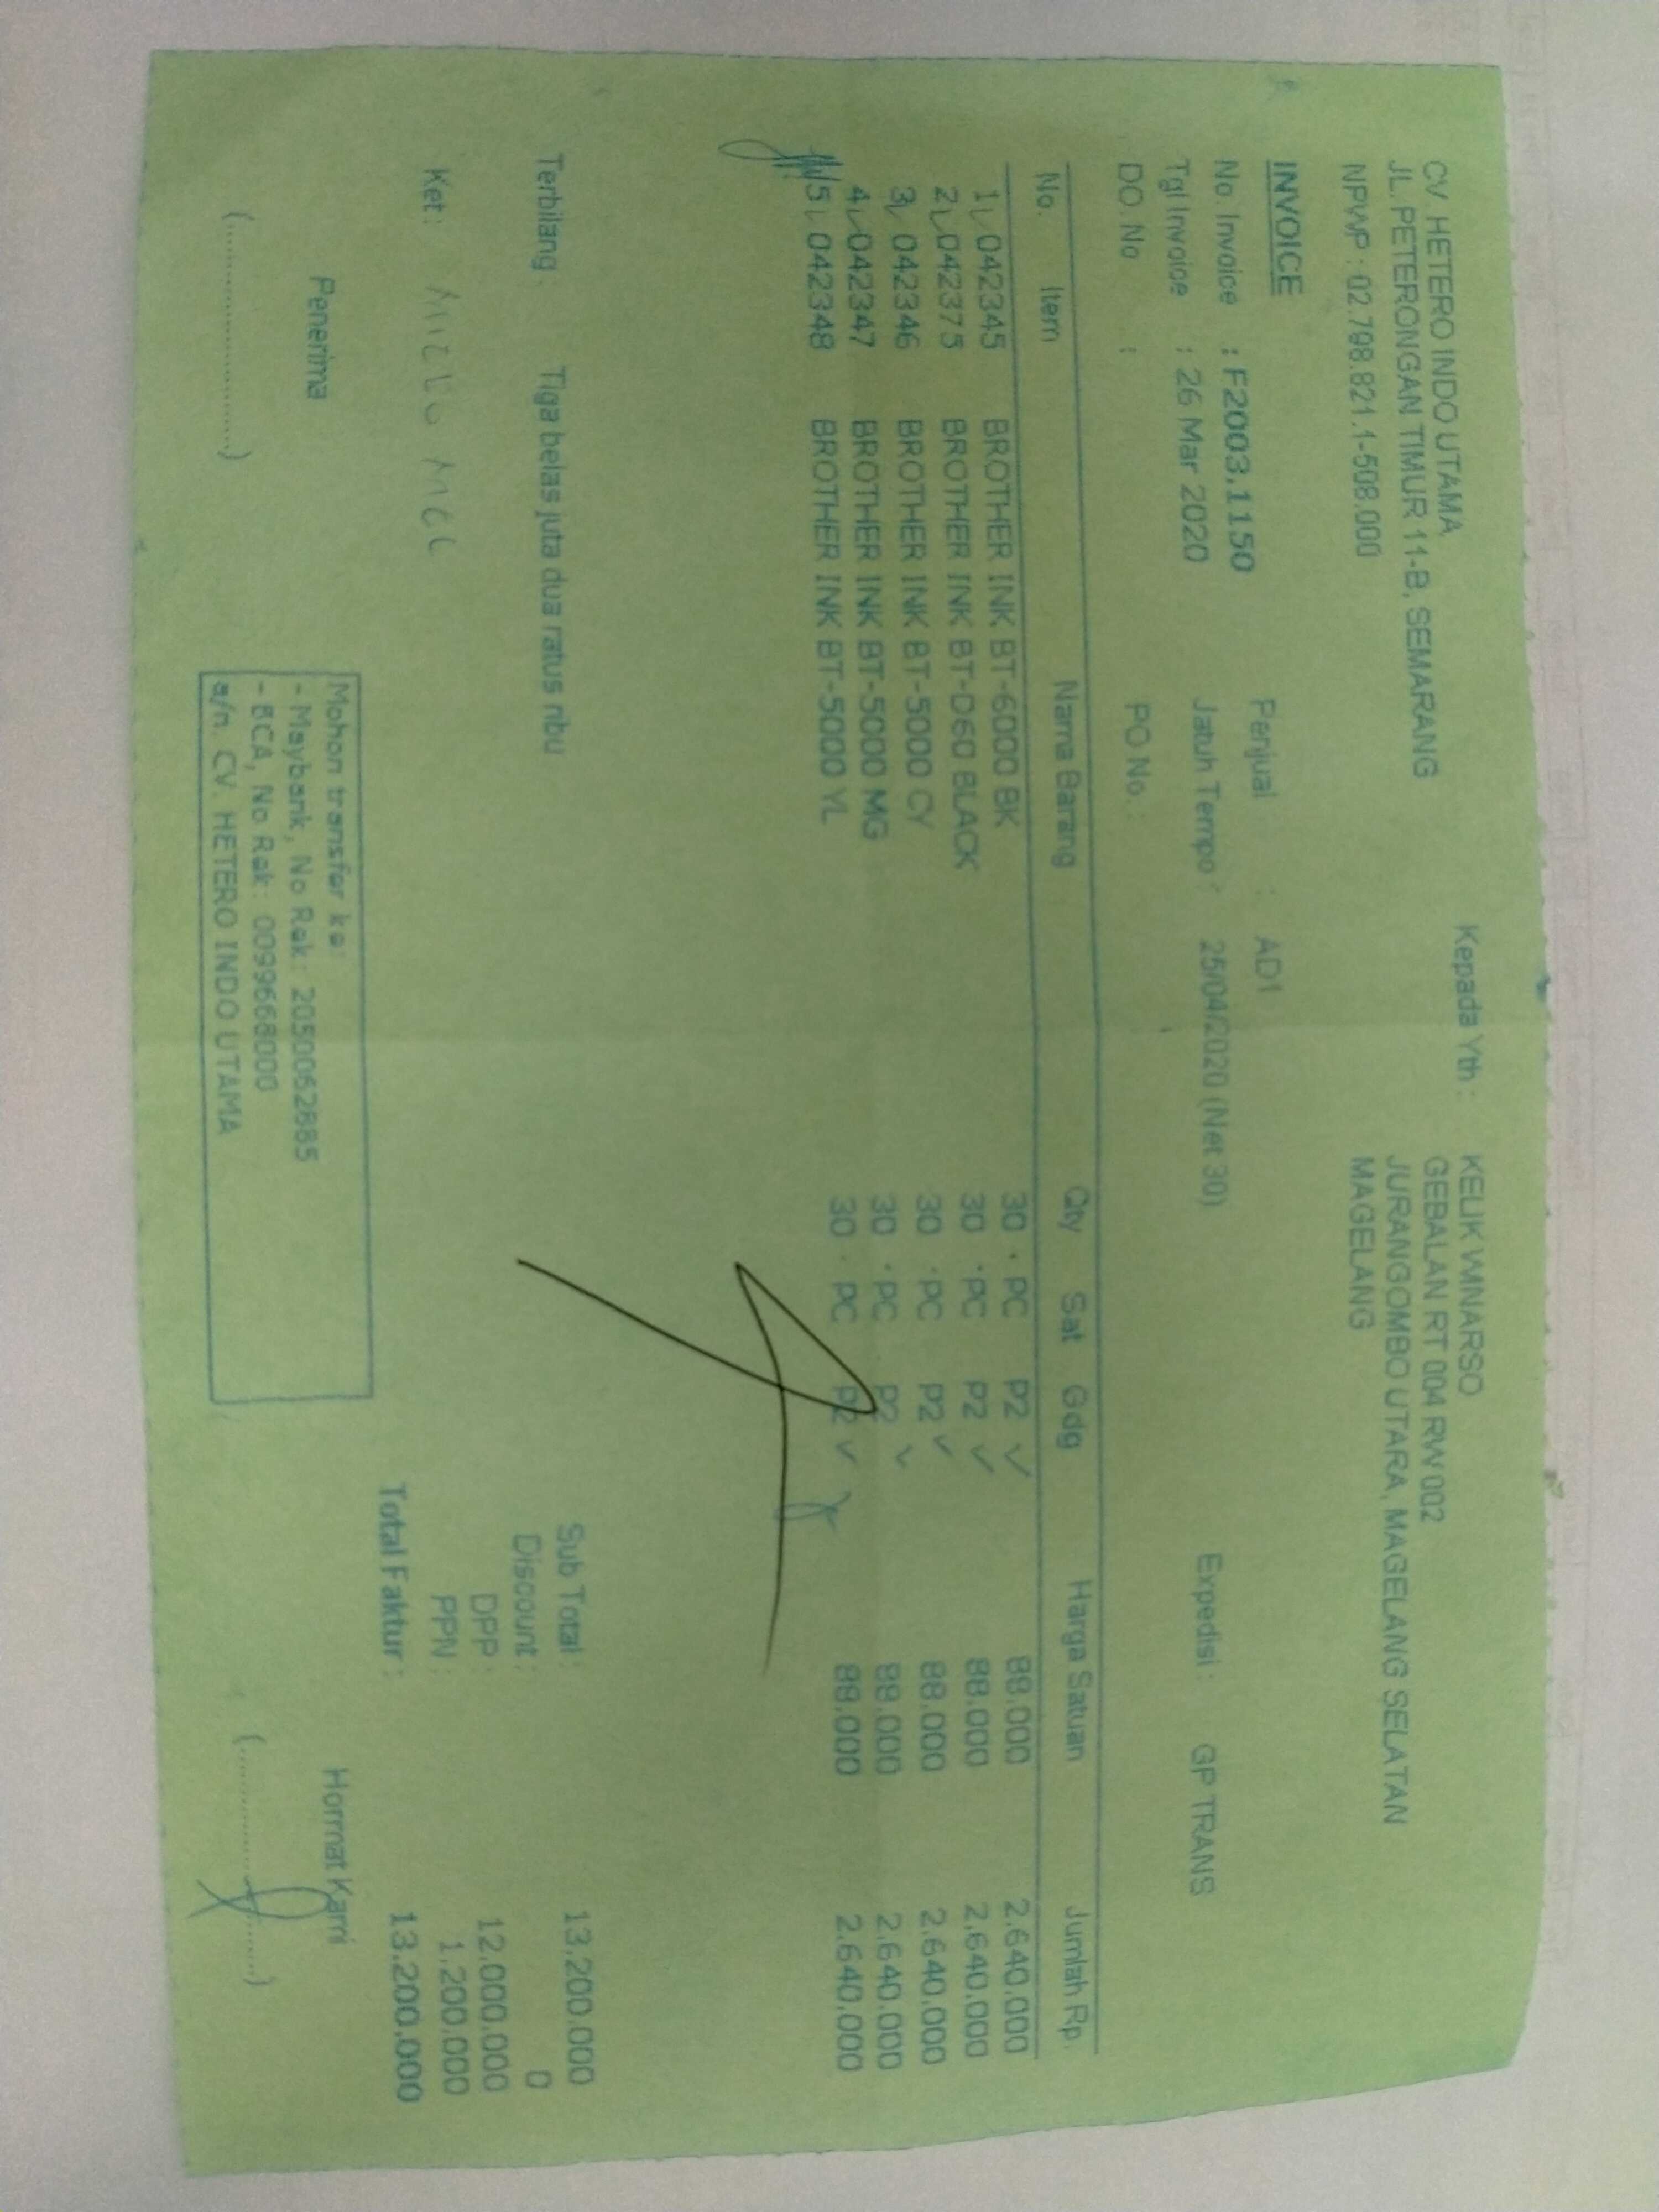 CV. HETERO INDO UTAMA
JL. PETERONGAN TIMUR 11-B, SEMARANG
NPWP : 02.798.821.1-508.000
Kepada Yth : KELIK WINARSO
GEBALAN RT 004 RW 002
JURANGGOMBO UTARA, MAGELANG SELATAN
MAGELANG
INVOICE
No. Invoice : F2003.1150 Penjual : AD1
Tgl Invoice : 26 Mar 2020 Jatuh Tempo : 25/04/2020 (Net 30) Expedisi : GP TRANS
DO. No : PO No. :
No. Item Nama Barang Qty Sat Gdg Harga Satuan Jumlah Rp.
1. 042345 BROTHER INK BT-6000 BK 30 PC P2 88.000 2.640.000
2. 042375 BROTHER INK BT-D60 BLACK 30 PC P2 88.000 2.640.000
3. 042346 BROTHER INK BT-5000 CY 30 PC P2 88.000 2.640.000
4. 042347 BROTHER INK BT-5000 MG 30 PC P2 88.000 2.640.000
5. 042348 BROTHER INK BT-5000 YL 30 PC P2 88.000 2.640.000
Terbilang : Tiga belas juta dua ratus ribu
Sub Total : 13.200.000
Discount : 0
DPP : 12.000.000
PPN : 1.200.000
Total Faktur : 13.200.000
Ket :
Penerima
(....................)
Mohon transfer ke:
- Maybank, No Rek : 2050062885
- BCA, No Rek : 0099668000
a/n. CV. HETERO INDO UTAMA
Hormat Kami
(....................)